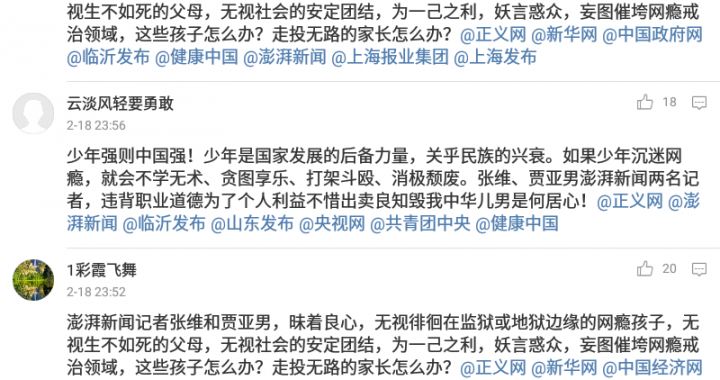 视生不如死的父母，无视社会的安定团结，为一己之利，妖言惑众，妄图催垮网瘾戒
治领域，这些孩子怎么办？走投无路的家长怎么办？@正义网 @新华网 @中国政府网
@临沂发布 @健康中国 @澎湃新闻 @上海报业集团 @上海发布
云淡风轻要勇敢
18
2-18 23:56
少年强则中国强！少年是国家发展的后备力量，关乎民族的兴衰。如果少年沉迷网
瘾，就会不学无术、贪图享乐、打架斗殴、消极颓废。张维、贾亚男澎湃新闻两名记
者，违背职业道德为了个人利益不惜出卖良知毁我中华儿男是何居心！@正义网 @澎
湃新闻 @临沂发布 @山东发布 @央视网 @共青团中央 @健康中国
1彩霞飞舞
20
2-18 23:52
澎湃新闻记者张维和贾亚男，昧着良心，无视徘徊在监狱或地狱边缘的网瘾孩子，无
视生不如死的父母，无视社会的安定团结，为一己之利，妖言惑众，妄图催垮网瘾戒
治领域，这些孩子怎么办？走投无路的家长怎么办？@正义网 @新华网 @中国经济网